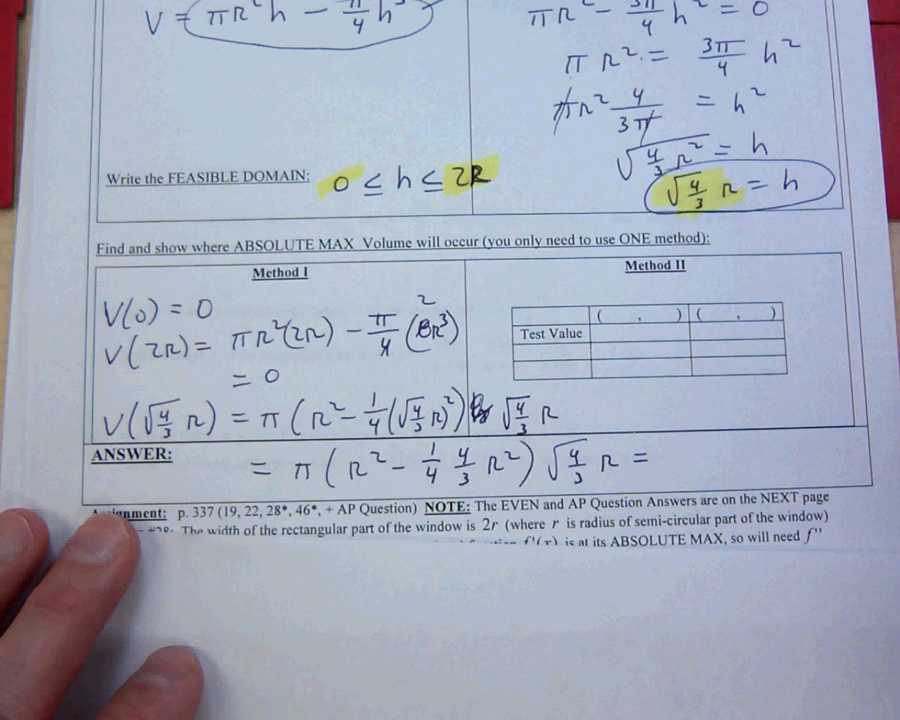 V = πR²h − π/4 h³
πR² − 3π/4 h² = 0
πR² = 3π/4 h²
πR² 4/3π = h²
√(4/3 R²) = h
√(4/3) R = h
Write the FEASIBLE DOMAIN: 0 ≤ h ≤ 2R
Find and show where ABSOLUTE MAX Volume will occur (you only need to use ONE method):
Method I
V(0) = 0
V(2R) = πR²(2R) − π/4 (8R³)
2
= 0
V(√(4/3) R) = π(R² − 1/4(√(4/3) R)²) √(4/3) R
Method II
( , ) ( , )
Test Value
ANSWER: = π(R² − 1/4 4/3 R²) √(4/3) R =
Assignment: p. 337 (19, 22, 28*, 46*, + AP Question) NOTE: The EVEN and AP Question Answers are on the NEXT page
#28: The width of the rectangular part of the window is 2r (where r is radius of semi-circular part of the window)
f'(x) is at its ABSOLUTE MAX, so will need f"